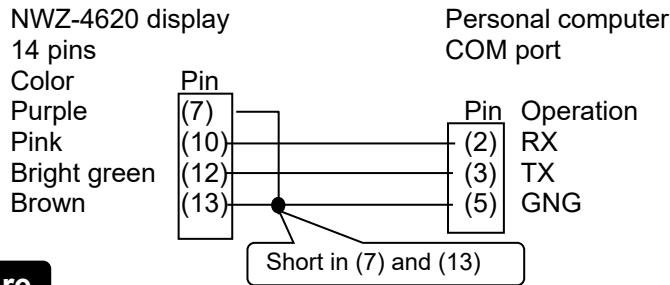 NWZ-4620 display Personal computer
14 pins COM port
Color Pin
Purple (7) Pin Operation
Pink (10) (2) RX
Bright green (12) (3) TX
Brown (13) (5) GNG
Short in (7) and (13)
re